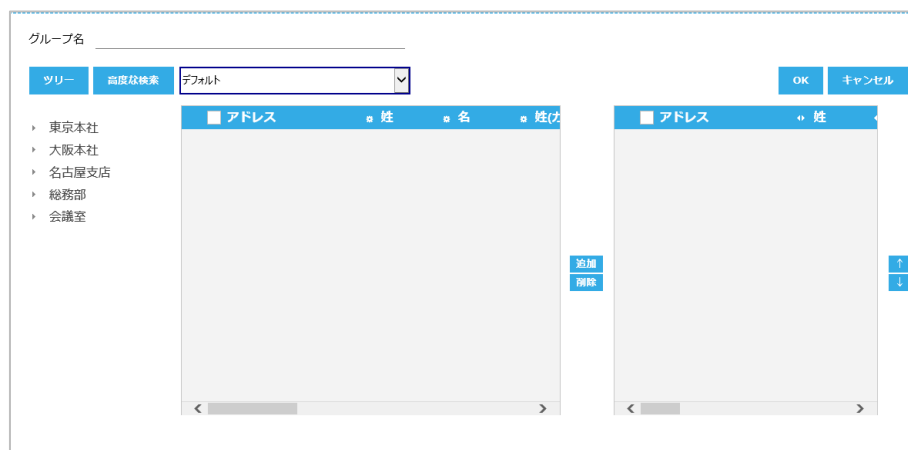 グループ名
ツリー 高度な検索 デフォルト OK キャンセル
アドレス 姓 名 姓(カ アドレス 姓
東京本社
大阪本社
名古屋支店
総務部
会議室
追加 ↑
削除 ↓